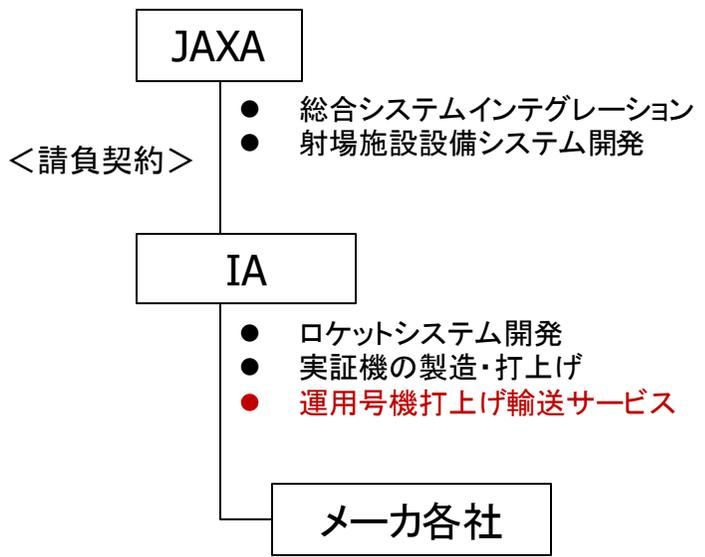 JAXA
● 総合システムインテグレーション
● 射場施設設備システム開発
＜請負契約＞
IA
● ロケットシステム開発
● 実証機の製造・打上げ
● 運用号機打上げ輸送サービス
メーカ各社